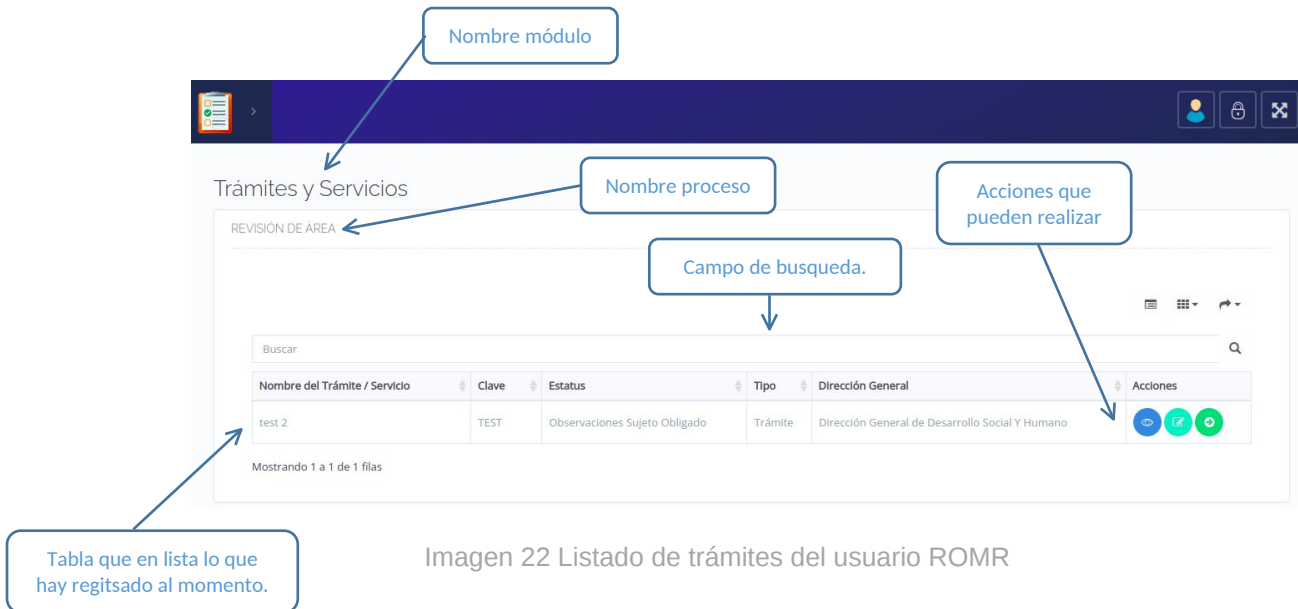 Nombre módulo
Trámites y Servicios
Nombre proceso
Acciones que
pueden realizar
REVISIÓN DE ÁREA
Campo de busqueda.
Buscar
Nombre del Trámite / Servicio Clave Estatus Tipo Dirección General Acciones
test 2 TEST Observaciones Sujeto Obligado Trámite Dirección General de Desarrollo Social Y Humano
Mostrando 1 a 1 de 1 filas
Tabla que en lista lo que
hay regitsado al momento.
Imagen 22 Listado de trámites del usuario ROMR